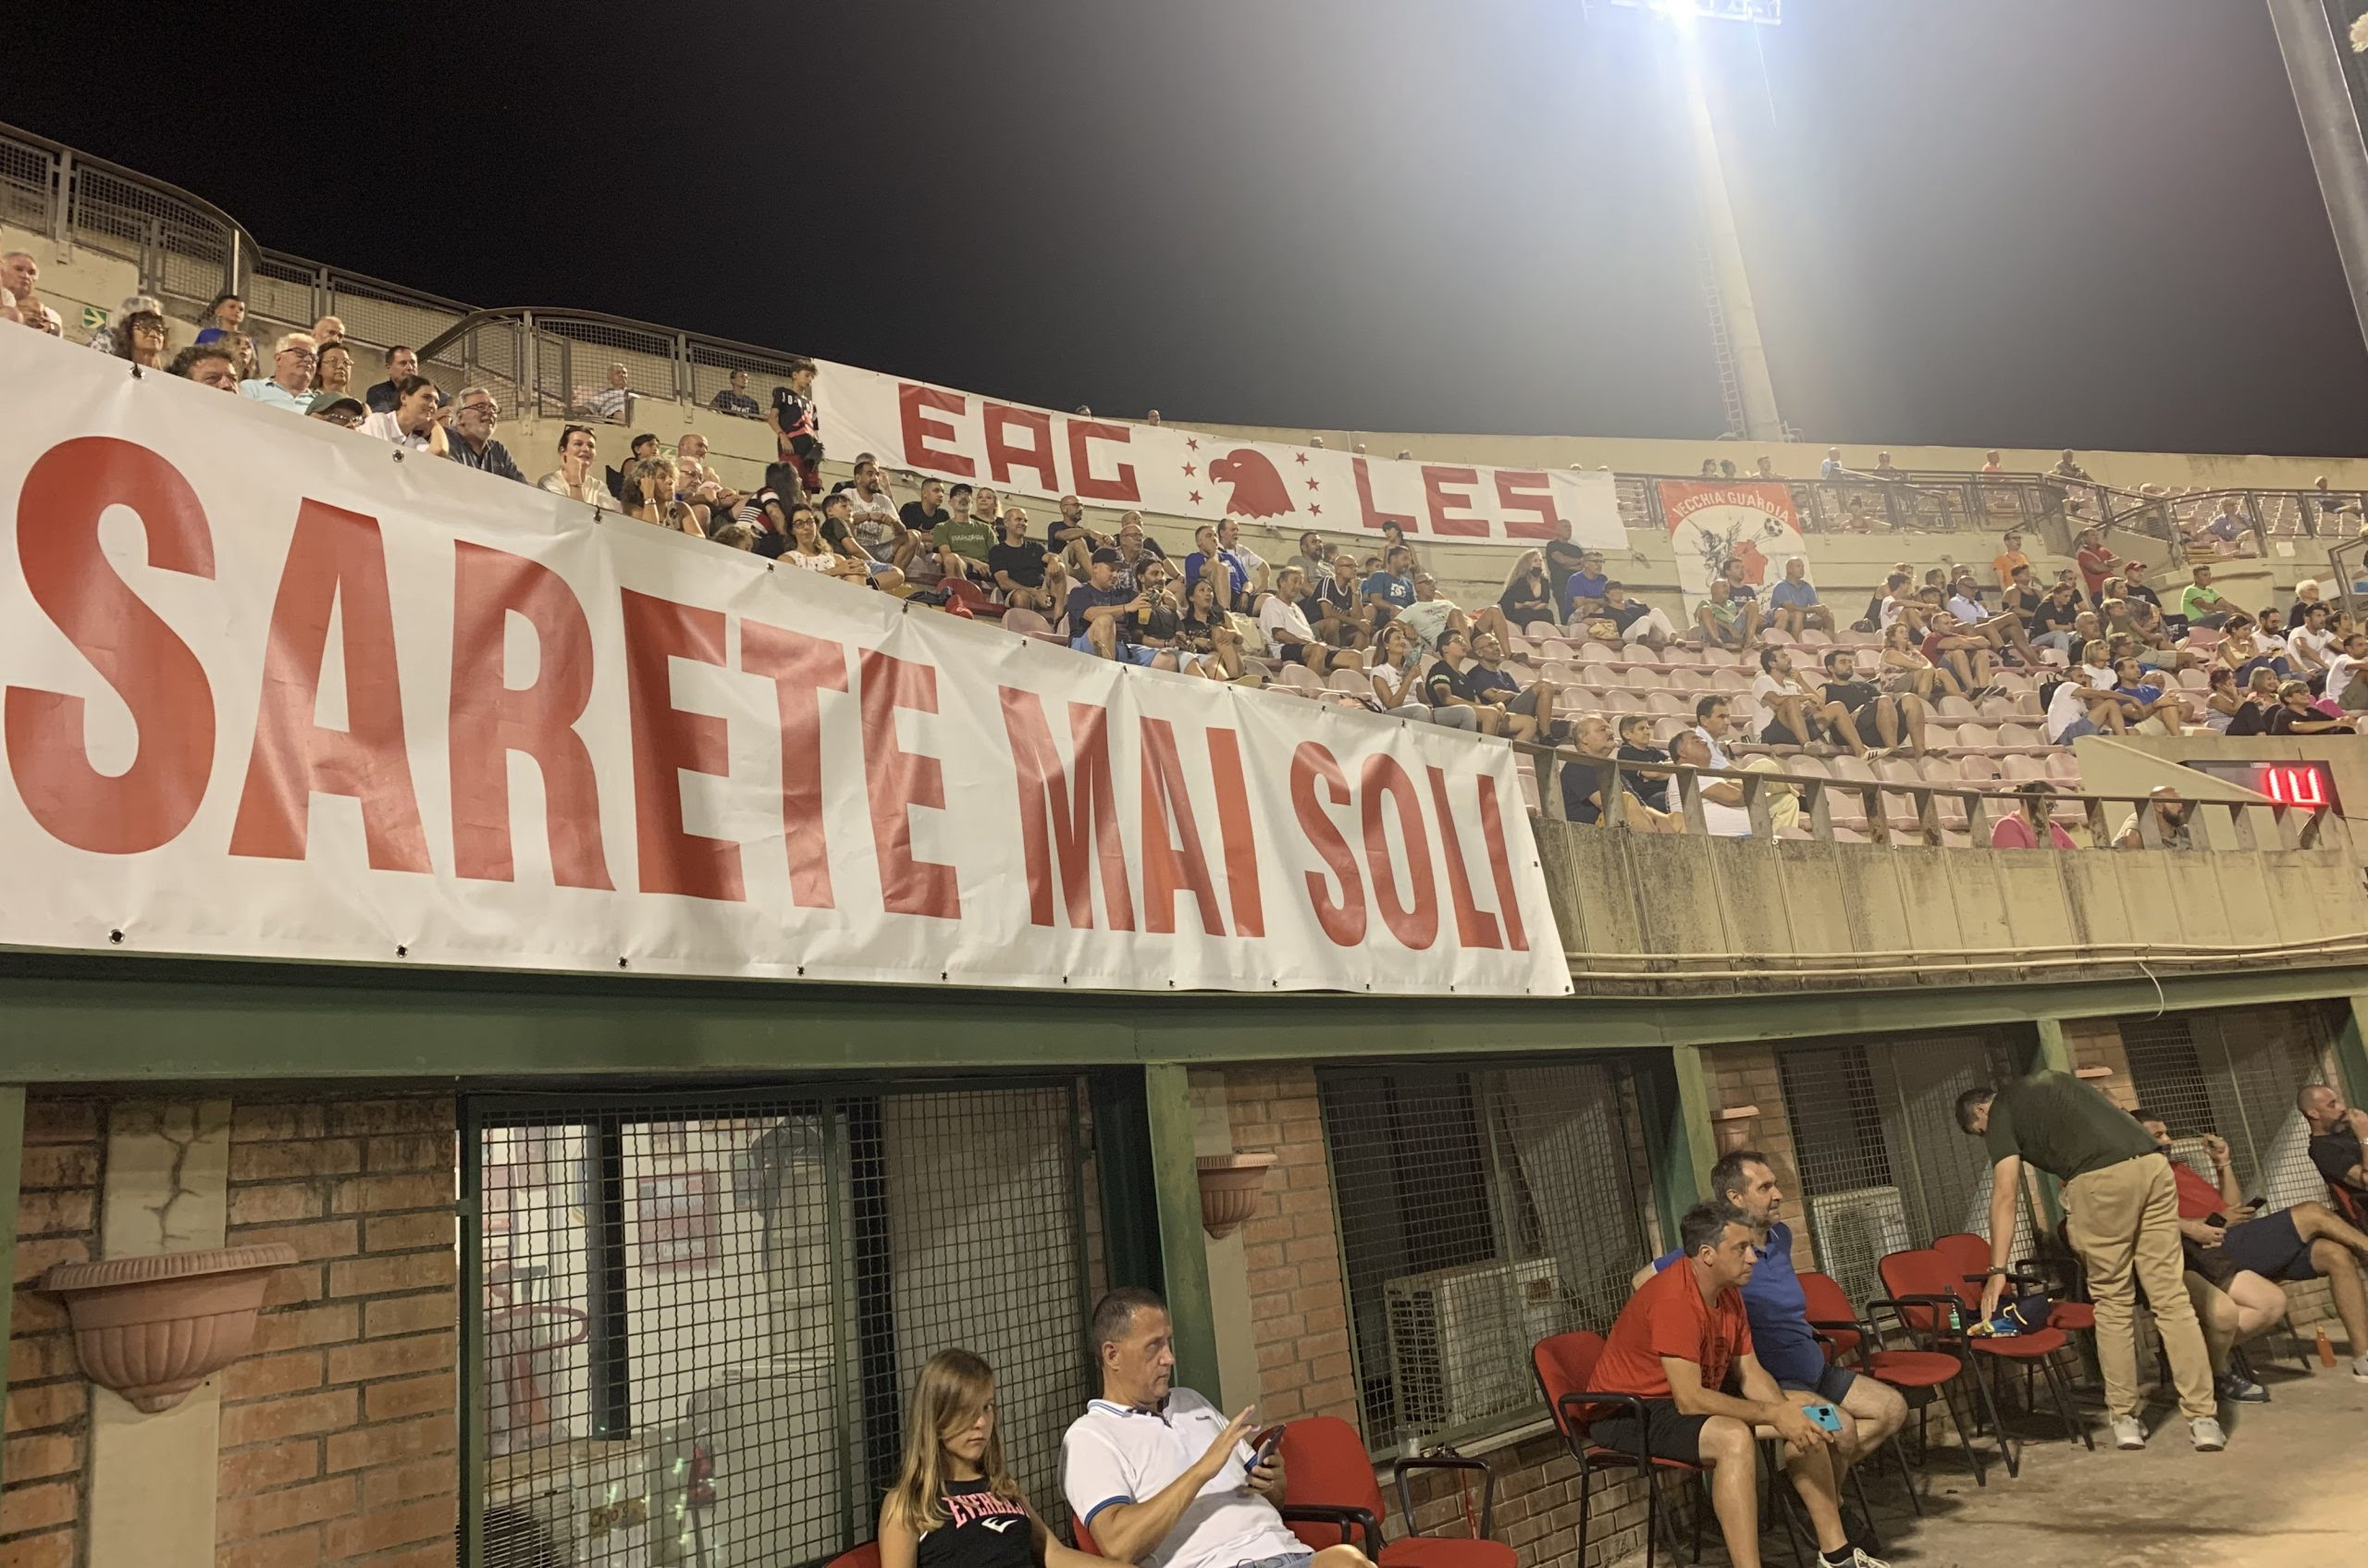 EAG LES
VECCHIA GUARDIA
SARETE MAI SOLI
EVERLAST